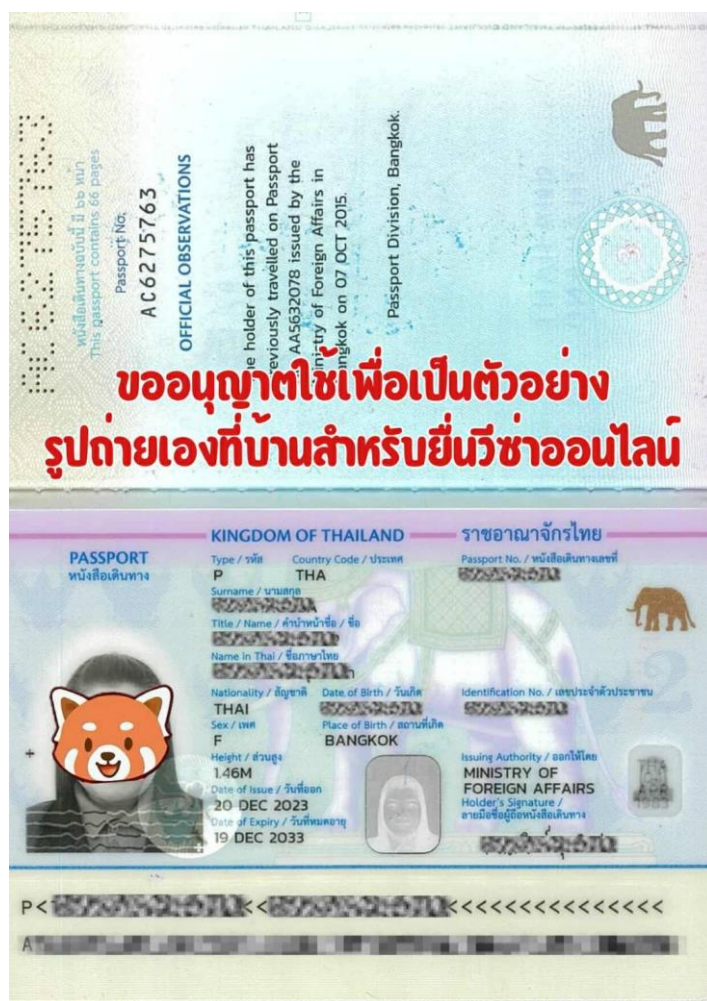 หนังสือเดินทางฉบับนี้ มี ๖๖ หน้า
This passport contains 66 pages
Passport No.
AC6275763
OFFICIAL OBSERVATIONS
he holder of this passport has
reviously travelled on Passport
AA5632078 issued by the
of Foreign Affairs in
ngkok on 07 OCT 2015.
Passport Division, Bangkok.
ขออนุญาตใช้เพื่อเป็นตัวอย่าง
รูปถ่ายเองที่บ้านสำหรับยื่นวีซ่าออนไลน์
KINGDOM OF THAILAND ราชอาณาจักรไทย
PASSPORT
หนังสือเดินทาง
Type / รหัส Country Code / ประเทศ Passport No. / หนังสือเดินทางเลขที่
P THA
Surname / นามสกุล
Title / Name / คำนำหน้าชื่อ / ชื่อ
Name in Thai / ชื่อภาษาไทย
Nationality / สัญชาติ Date of Birth / วันเกิด Identification No. / เลขประจำตัวประชาชน
THAI
Sex / เพศ Place of Birth / สถานที่เกิด
F BANGKOK
Height / ส่วนสูง Issuing Authority / ออกให้โดย
1.46M MINISTRY OF
Date of Issue / วันที่ออก FOREIGN AFFAIRS
20 DEC 2023 Holder's Signature /
Date of Expiry / วันที่หมดอายุ ลายมือชื่อผู้ถือหนังสือเดินทาง
19 DEC 2033
P< << <<<<<<<<<<<<<<
A